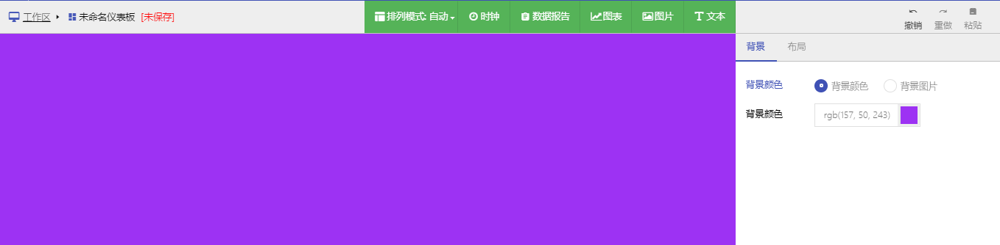 工作区 未命名仪表板 [未保存] 排列模式: 自动 时钟 数据报告 图表 图片 文本 撤销 重做 粘贴
背景 布局
背景颜色 背景颜色 背景图片
背景颜色 rgb(157, 50, 243)